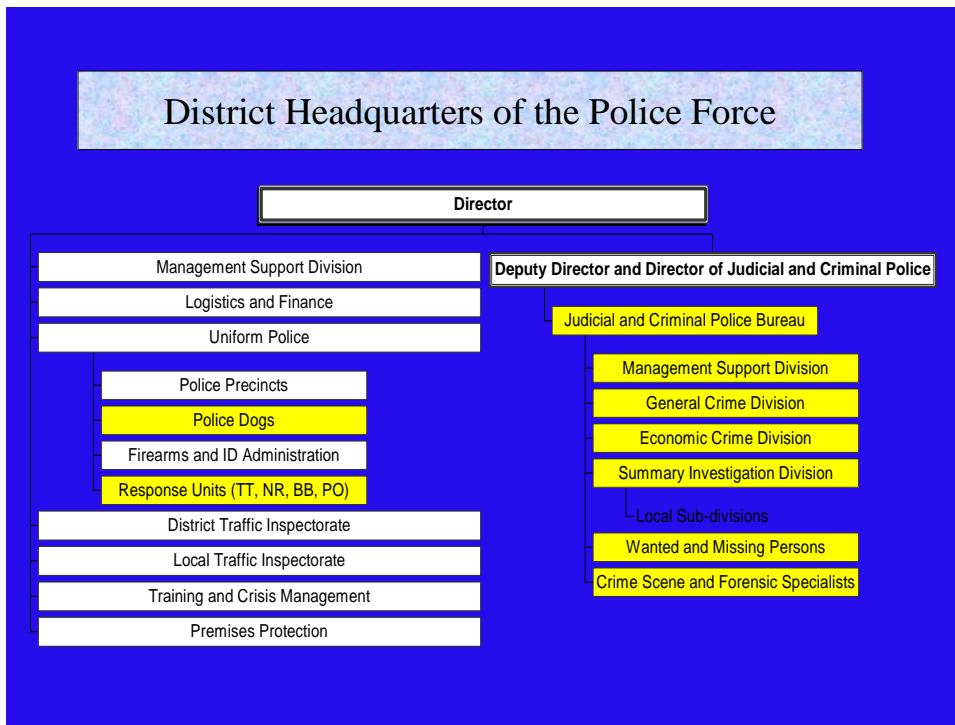 District Headquarters of the Police Force
Director
Management Support Division
Logistics and Finance
Uniform Police
Police Precincts
Police Dogs
Firearms and ID Administration
Response Units (TT, NR, BB, PO)
District Traffic Inspectorate
Local Traffic Inspectorate
Training and Crisis Management
Premises Protection
Deputy Director and Director of Judicial and Criminal Police
Judicial and Criminal Police Bureau
Management Support Division
General Crime Division
Economic Crime Division
Summary Investigation Division
Local Sub-divisions
Wanted and Missing Persons
Crime Scene and Forensic Specialists